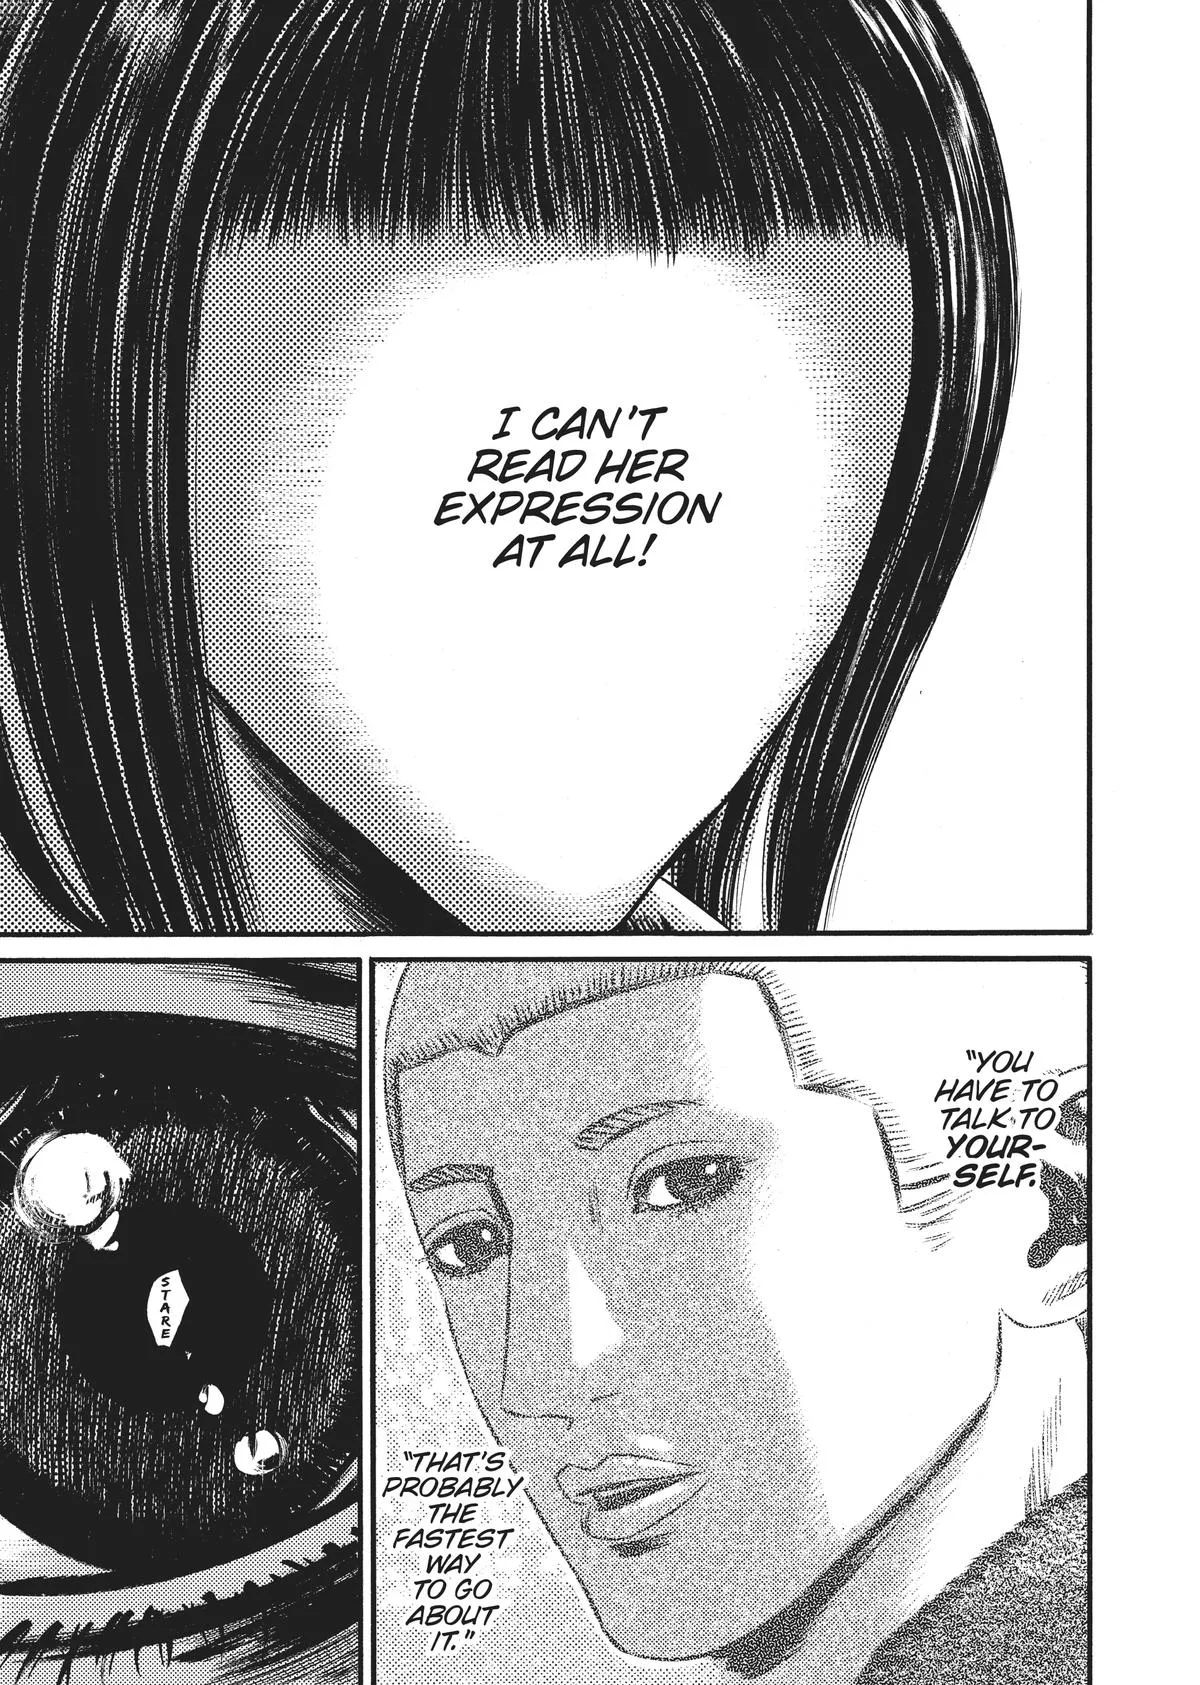 I CAN'T
READ HER
EXPRESSION
AT ALL!
"YOU
HAVE TO
TALK TO
YOUR-
SELF.
"THAT'S
PROBABLY
THE
FASTEST
WAY
TO GO
ABOUT
IT."
STARE